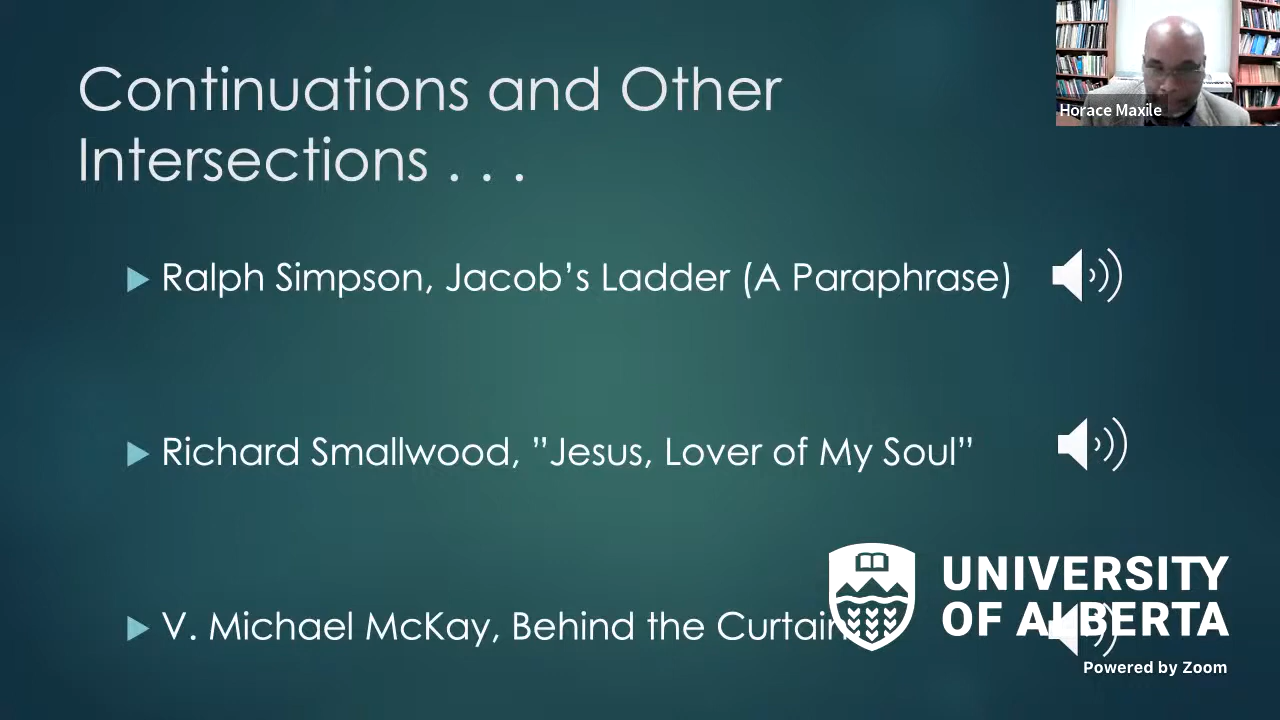 Continuations and Other
Intersections . . .
Horace Maxile
Ralph Simpson, Jacob’s Ladder (A Paraphrase)
Richard Smallwood, ”Jesus, Lover of My Soul”
V. Michael McKay, Behind the Curtain
UNIVERSITY
OF ALBERTA
Powered by Zoom